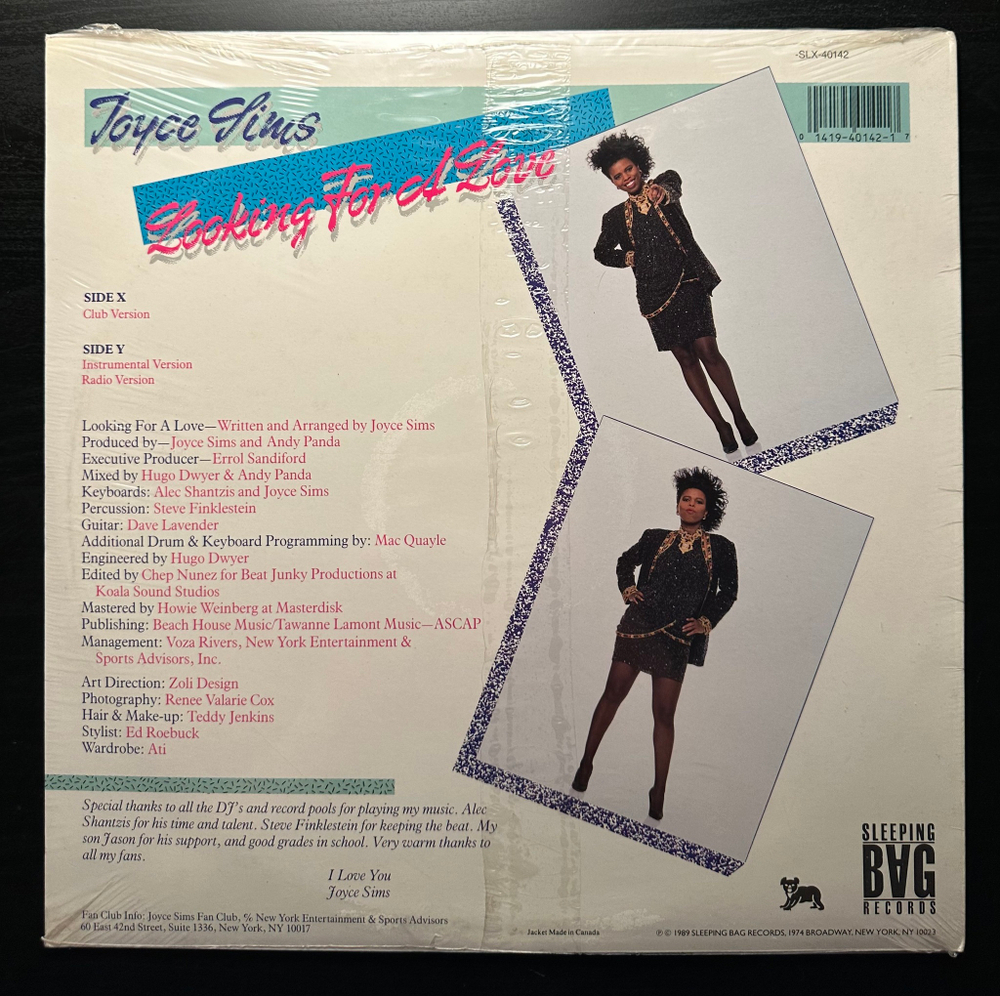 -SLX-40142
Joyce Sims
Looking For A Love
0 1419-40142-1 7
SIDE X
Club Version
SIDE Y
Instrumental Version
Radio Version
Looking For A Love—Written and Arranged by Joyce Sims
Produced by—Joyce Sims and Andy Panda
Executive Producer—Errol Sandiford
Mixed by Hugo Dwyer & Andy Panda
Keyboards: Alec Shantzis and Joyce Sims
Percussion: Steve Finklestein
Guitar: Dave Lavender
Additional Drum & Keyboard Programming by: Mac Quayle
Engineered by Hugo Dwyer
Edited by Chep Nunez for Beat Junky Productions at
Koala Sound Studios
Mastered by Howie Weinberg at Masterdisk
Publishing: Beach House Music/Tawanne Lamont Music—ASCAP
Management: Voza Rivers, New York Entertainment &
Sports Advisors, Inc.
Art Direction: Zoli Design
Photography: Renee Valarie Cox
Hair & Make-up: Teddy Jenkins
Stylist: Ed Roebuck
Wardrobe: Ati
Special thanks to all the DJ's and record pools for playing my music. Alec
Shantzis for his time and talent. Steve Finklestein for keeping the beat. My
son Jason for his support, and good grades in school. Very warm thanks to
all my fans.
I Love You
Joyce Sims
Fan Club Info: Joyce Sims Fan Club, ℅ New York Entertainment & Sports Advisors
60 East 42nd Street, Suite 1336, New York, NY 10017
Jacket Made in Canada
℗ © 1989 SLEEPING BAG RECORDS, 1974 BROADWAY, NEW YORK, NY 10023
SLEEPING
BAG
RECORDS